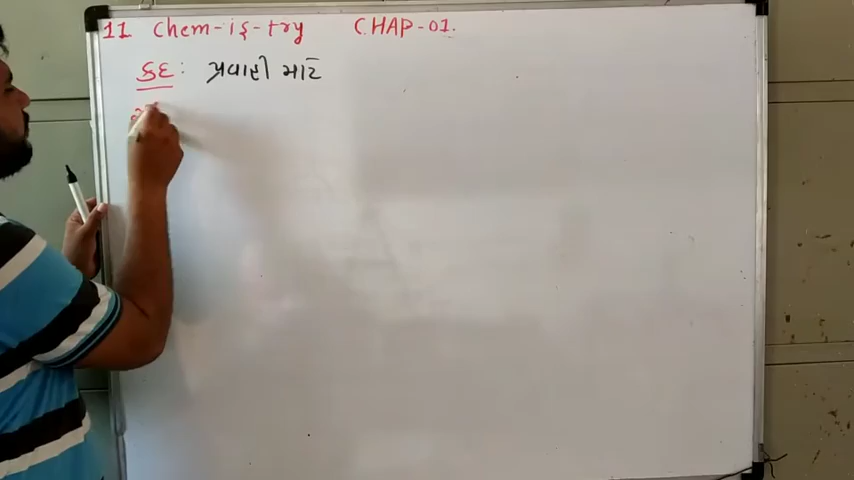 11 Chem-is-try CHAP-01.
કદ : પ્રવાહી માટે